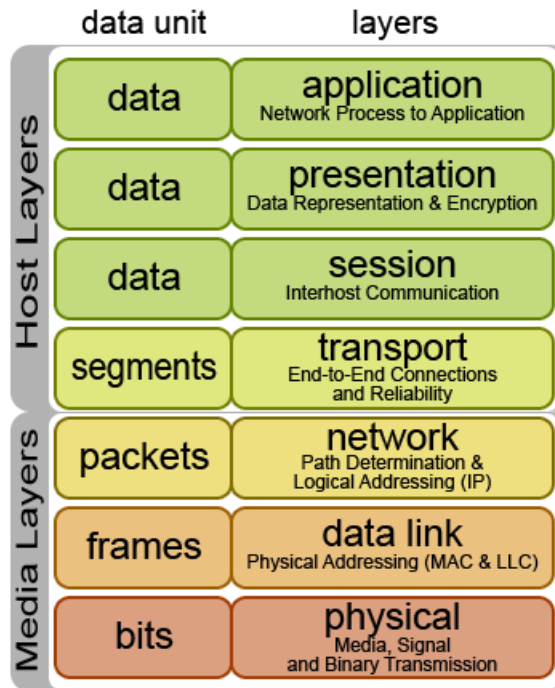 data unit
layers
Host Layers
data
application
Network Process to Application
data
presentation
Data Representation & Encryption
data
session
Interhost Communication
segments
transport
End-to-End Connections
and Reliability
Media Layers
packets
network
Path Determination &
Logical Addressing (IP)
frames
data link
Physical Addressing (MAC & LLC)
bits
physical
Media, Signal
and Binary Transmission